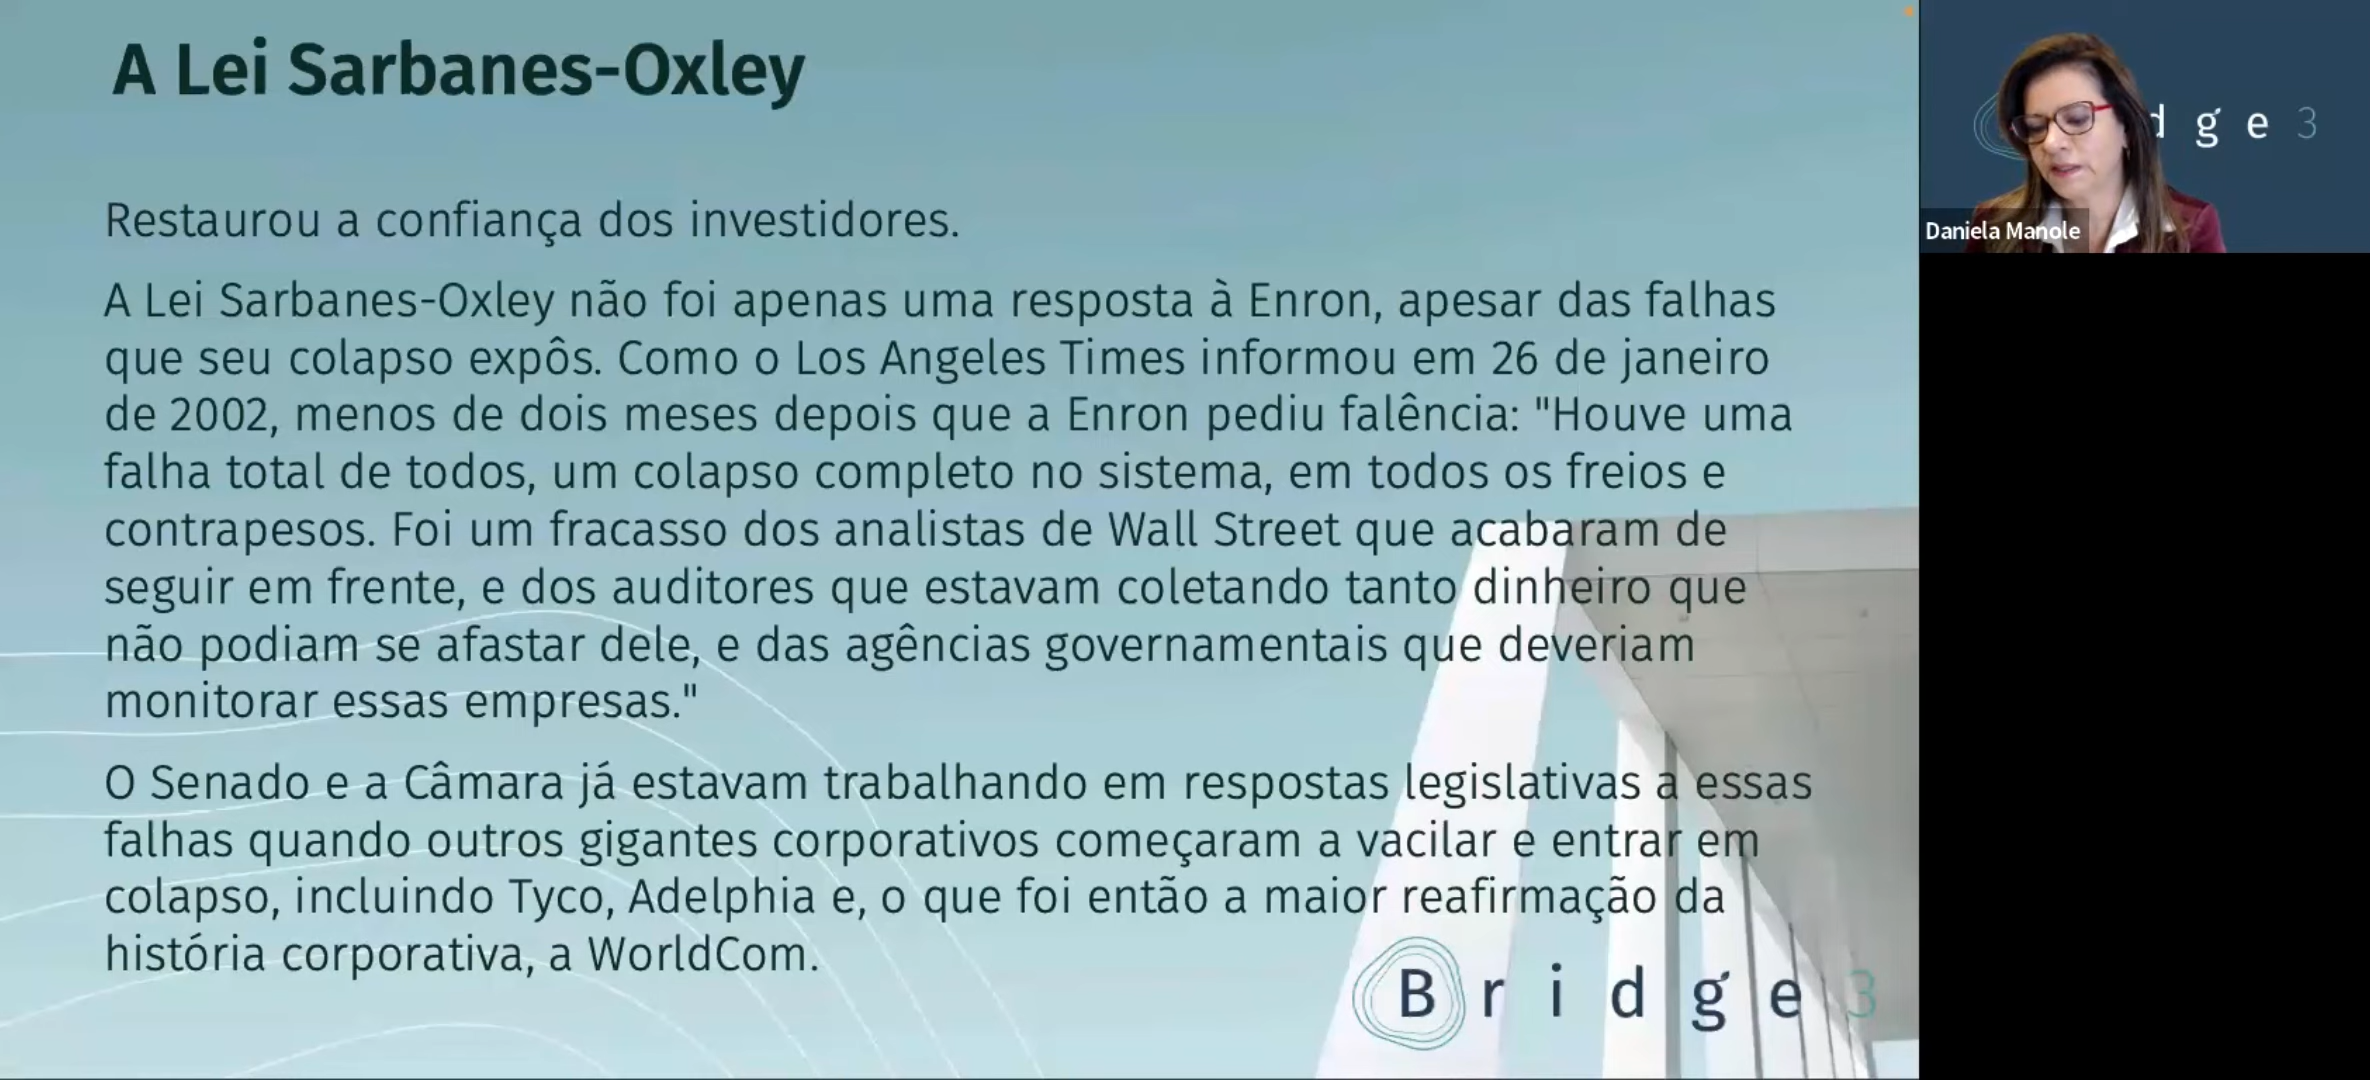 A Lei Sarbanes-Oxley
Restaurou a confiança dos investidores.
A Lei Sarbanes-Oxley não foi apenas uma resposta à Enron, apesar das falhas
que seu colapso expôs. Como o Los Angeles Times informou em 26 de janeiro
de 2002, menos de dois meses depois que a Enron pediu falência: "Houve uma
falha total de todos, um colapso completo no sistema, em todos os freios e
contrapesos. Foi um fracasso dos analistas de Wall Street que acabaram de
seguir em frente, e dos auditores que estavam coletando tanto dinheiro que
não podiam se afastar dele, e das agências governamentais que deveriam
monitorar essas empresas."
O Senado e a Câmara já estavam trabalhando em respostas legislativas a essas
falhas quando outros gigantes corporativos começaram a vacilar e entrar em
colapso, incluindo Tyco, Adelphia e, o que foi então a maior reafirmação da
história corporativa, a WorldCom.
Bridge3
dge3
Daniela Manole